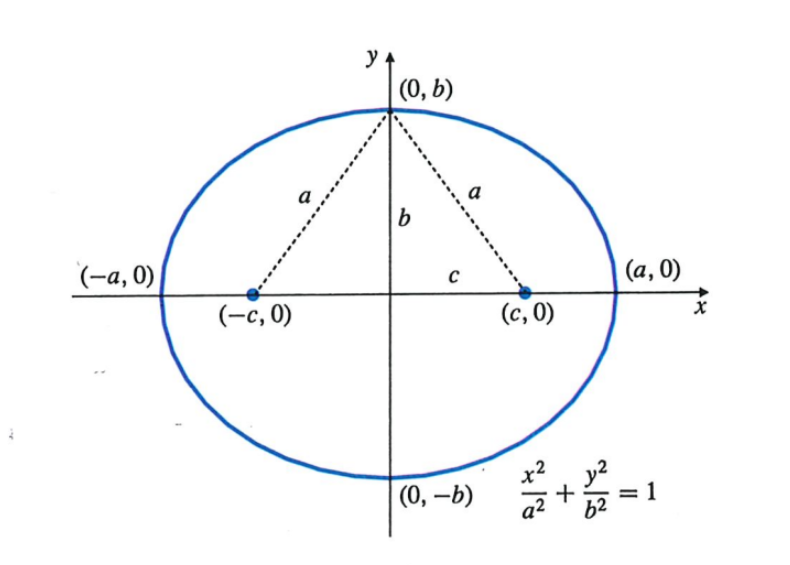 y
(0, b)
a
a
b
(−a, 0)
c
(a, 0)
(−c, 0)
(c, 0)
x
(0, −b)
x²/a² + y²/b² = 1